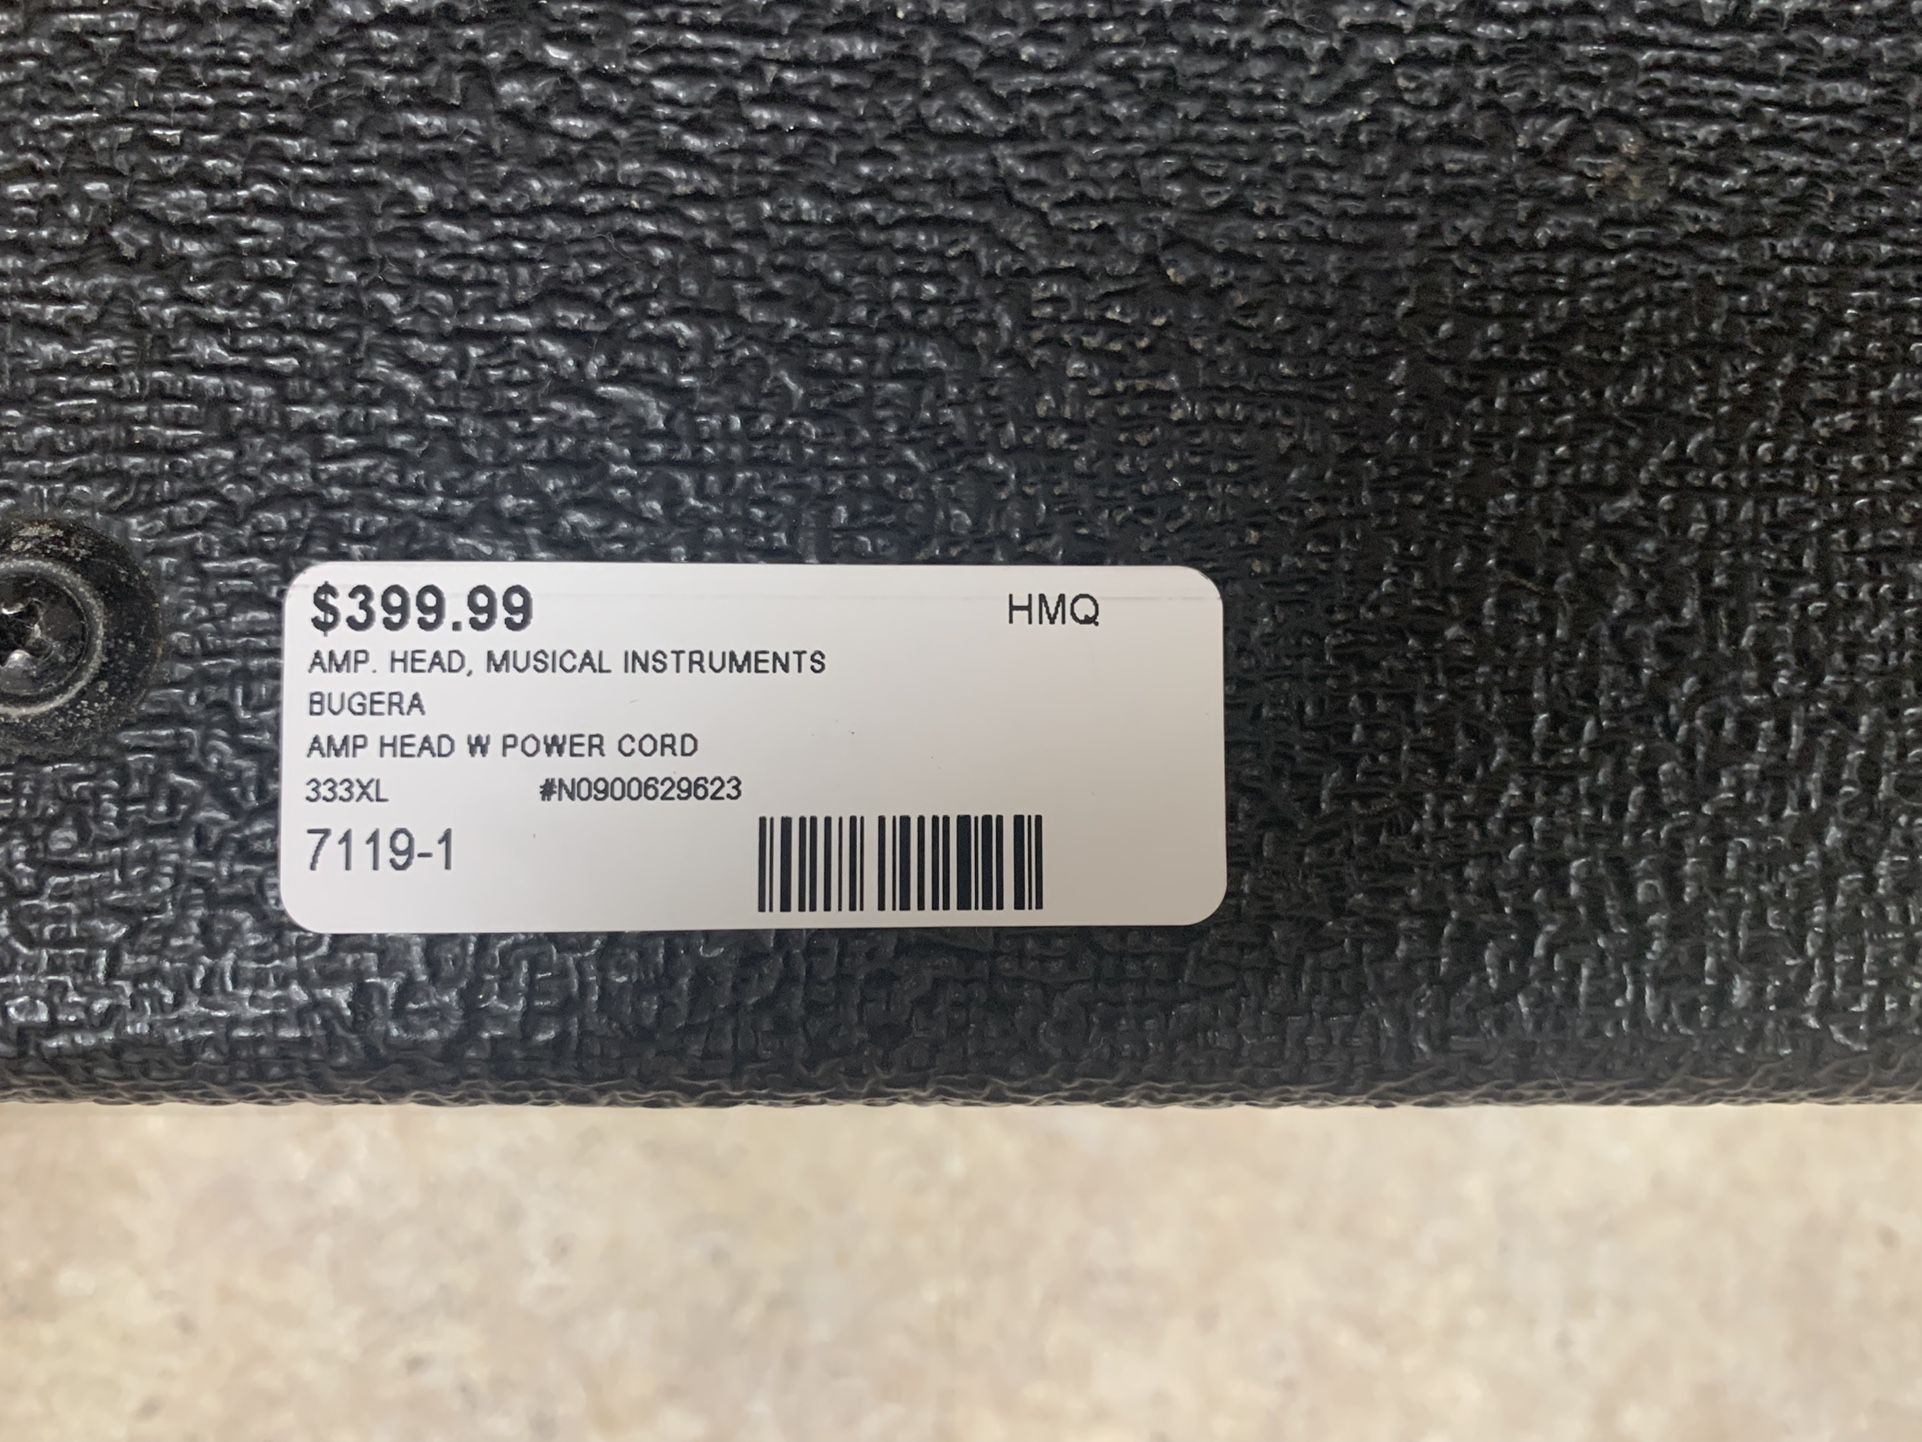 $399.99 HMQ
AMP. HEAD, MUSICAL INSTRUMENTS
BUGERA
AMP HEAD W POWER CORD
333XL #N0900629623
7119-1